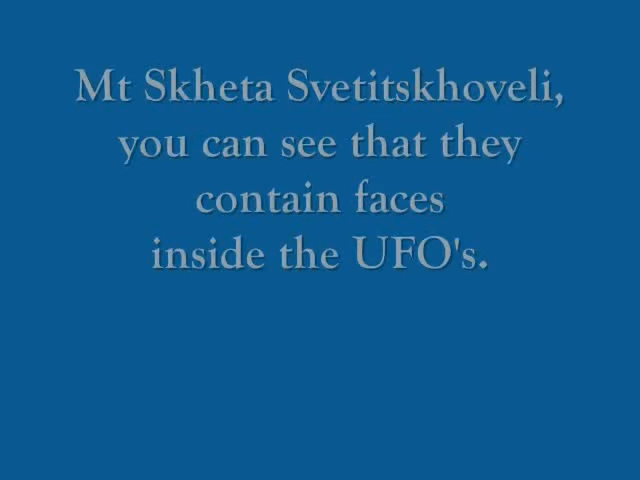 Mt Skheta Svetitskhoveli,
you can see that they
contain faces
inside the UFO's.